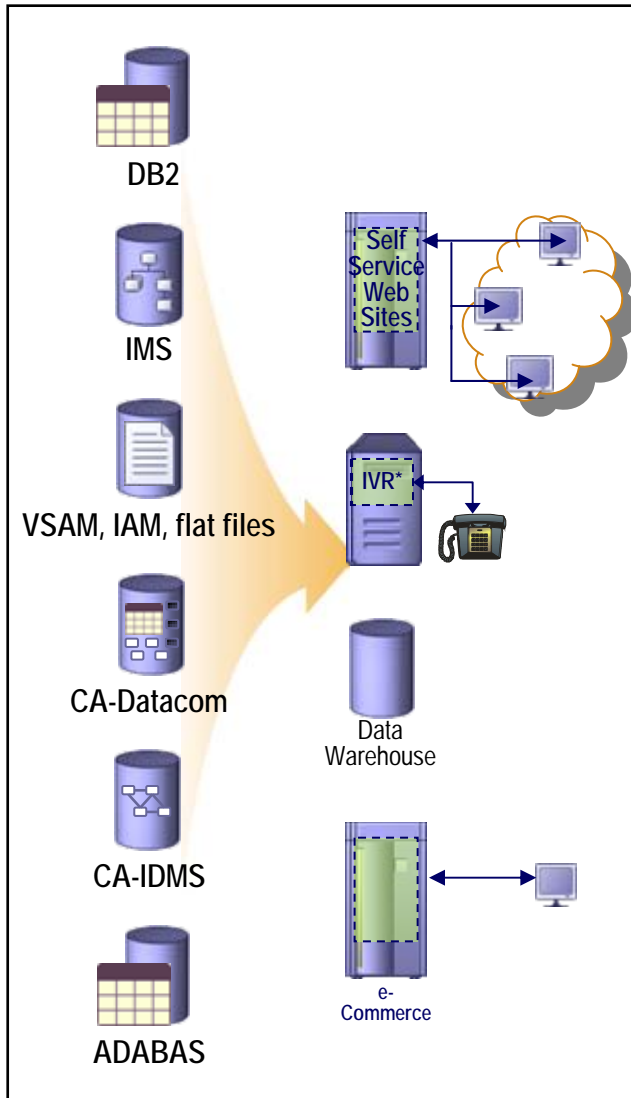 DB2
IMS
VSAM, IAM, flat files
CA-Datacom
CA-IDMS
ADABAS
Self
Service
Web
Sites
IVR*
Data
Warehouse
e-
Commerce